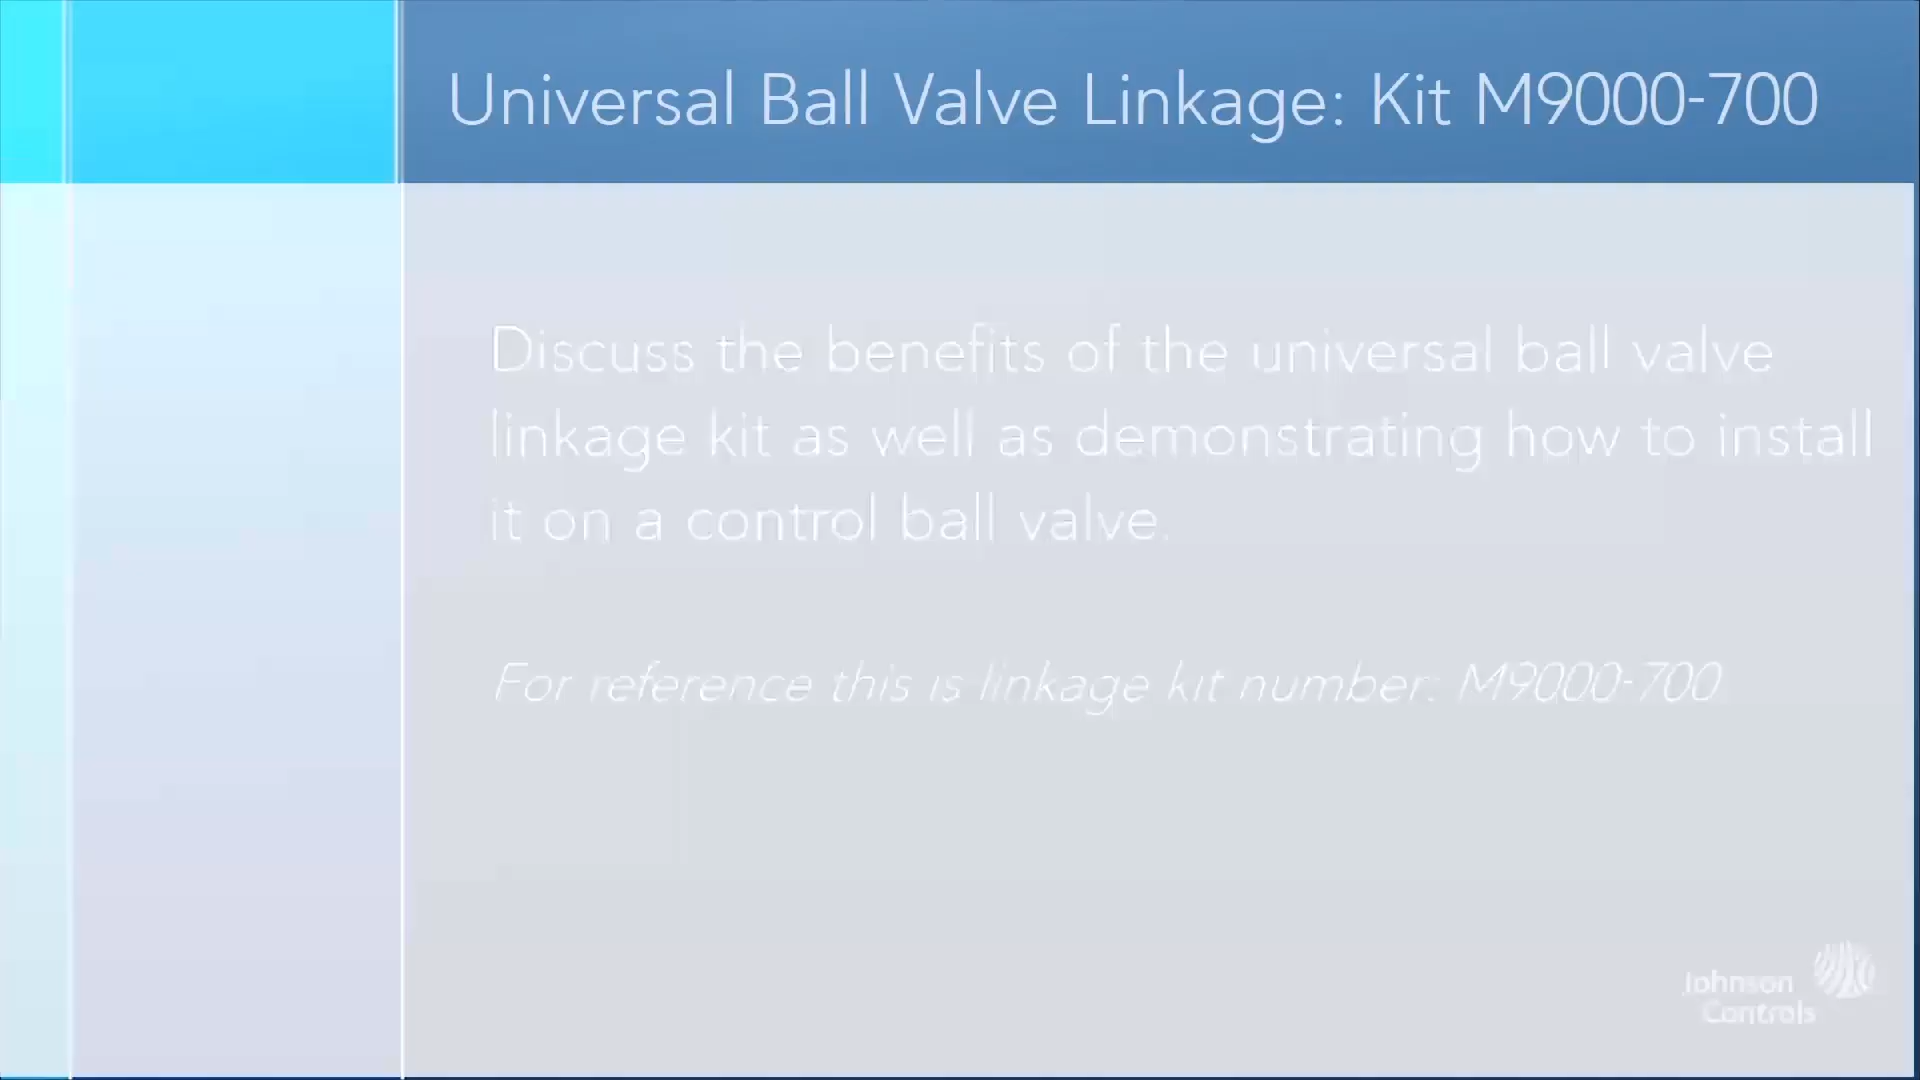 Universal Ball Valve Linkage: Kit M9000-700
Discuss the benefits of the universal ball valve
linkage kit as well as demonstrating how to install
it on a control ball valve.
For reference this is linkage kit number: M9000-700
Johnson
Controls